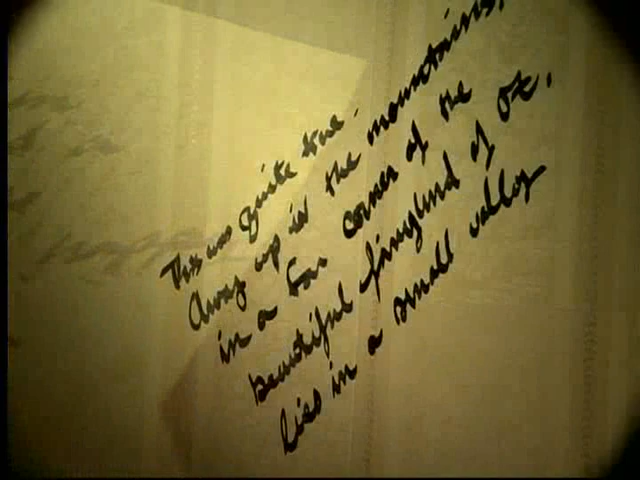 This was quite true.
Away up in the mountains,
in a far corner of the
beautiful fairyland of Oz,
lies in a small valley